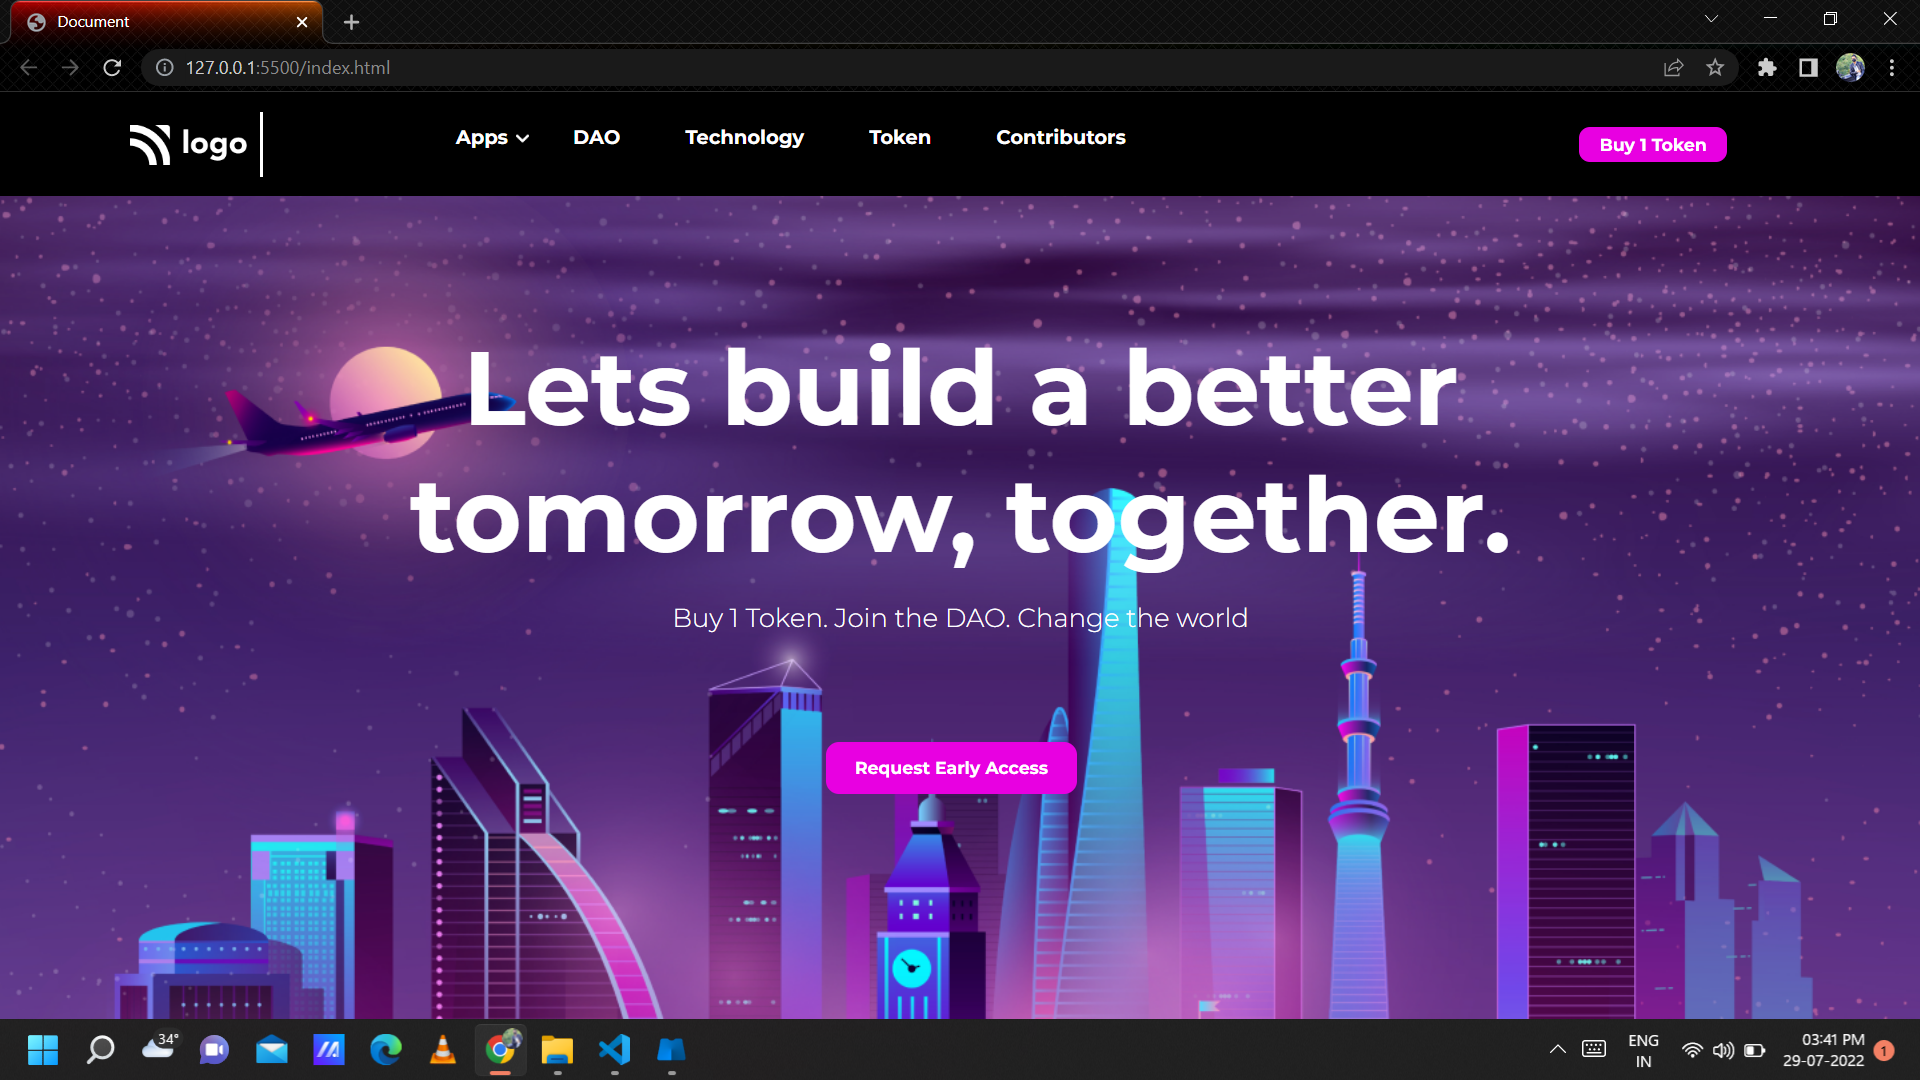 Document
127.0.0.1:5500/index.html
logo
Apps DAO Technology Token Contributors
Buy 1 Token
Lets build a better
tomorrow, together.
Buy 1 Token. Join the DAO. Change the world
Request Early Access
34°
ENG
IN
03:41 PM
29-07-2022
1